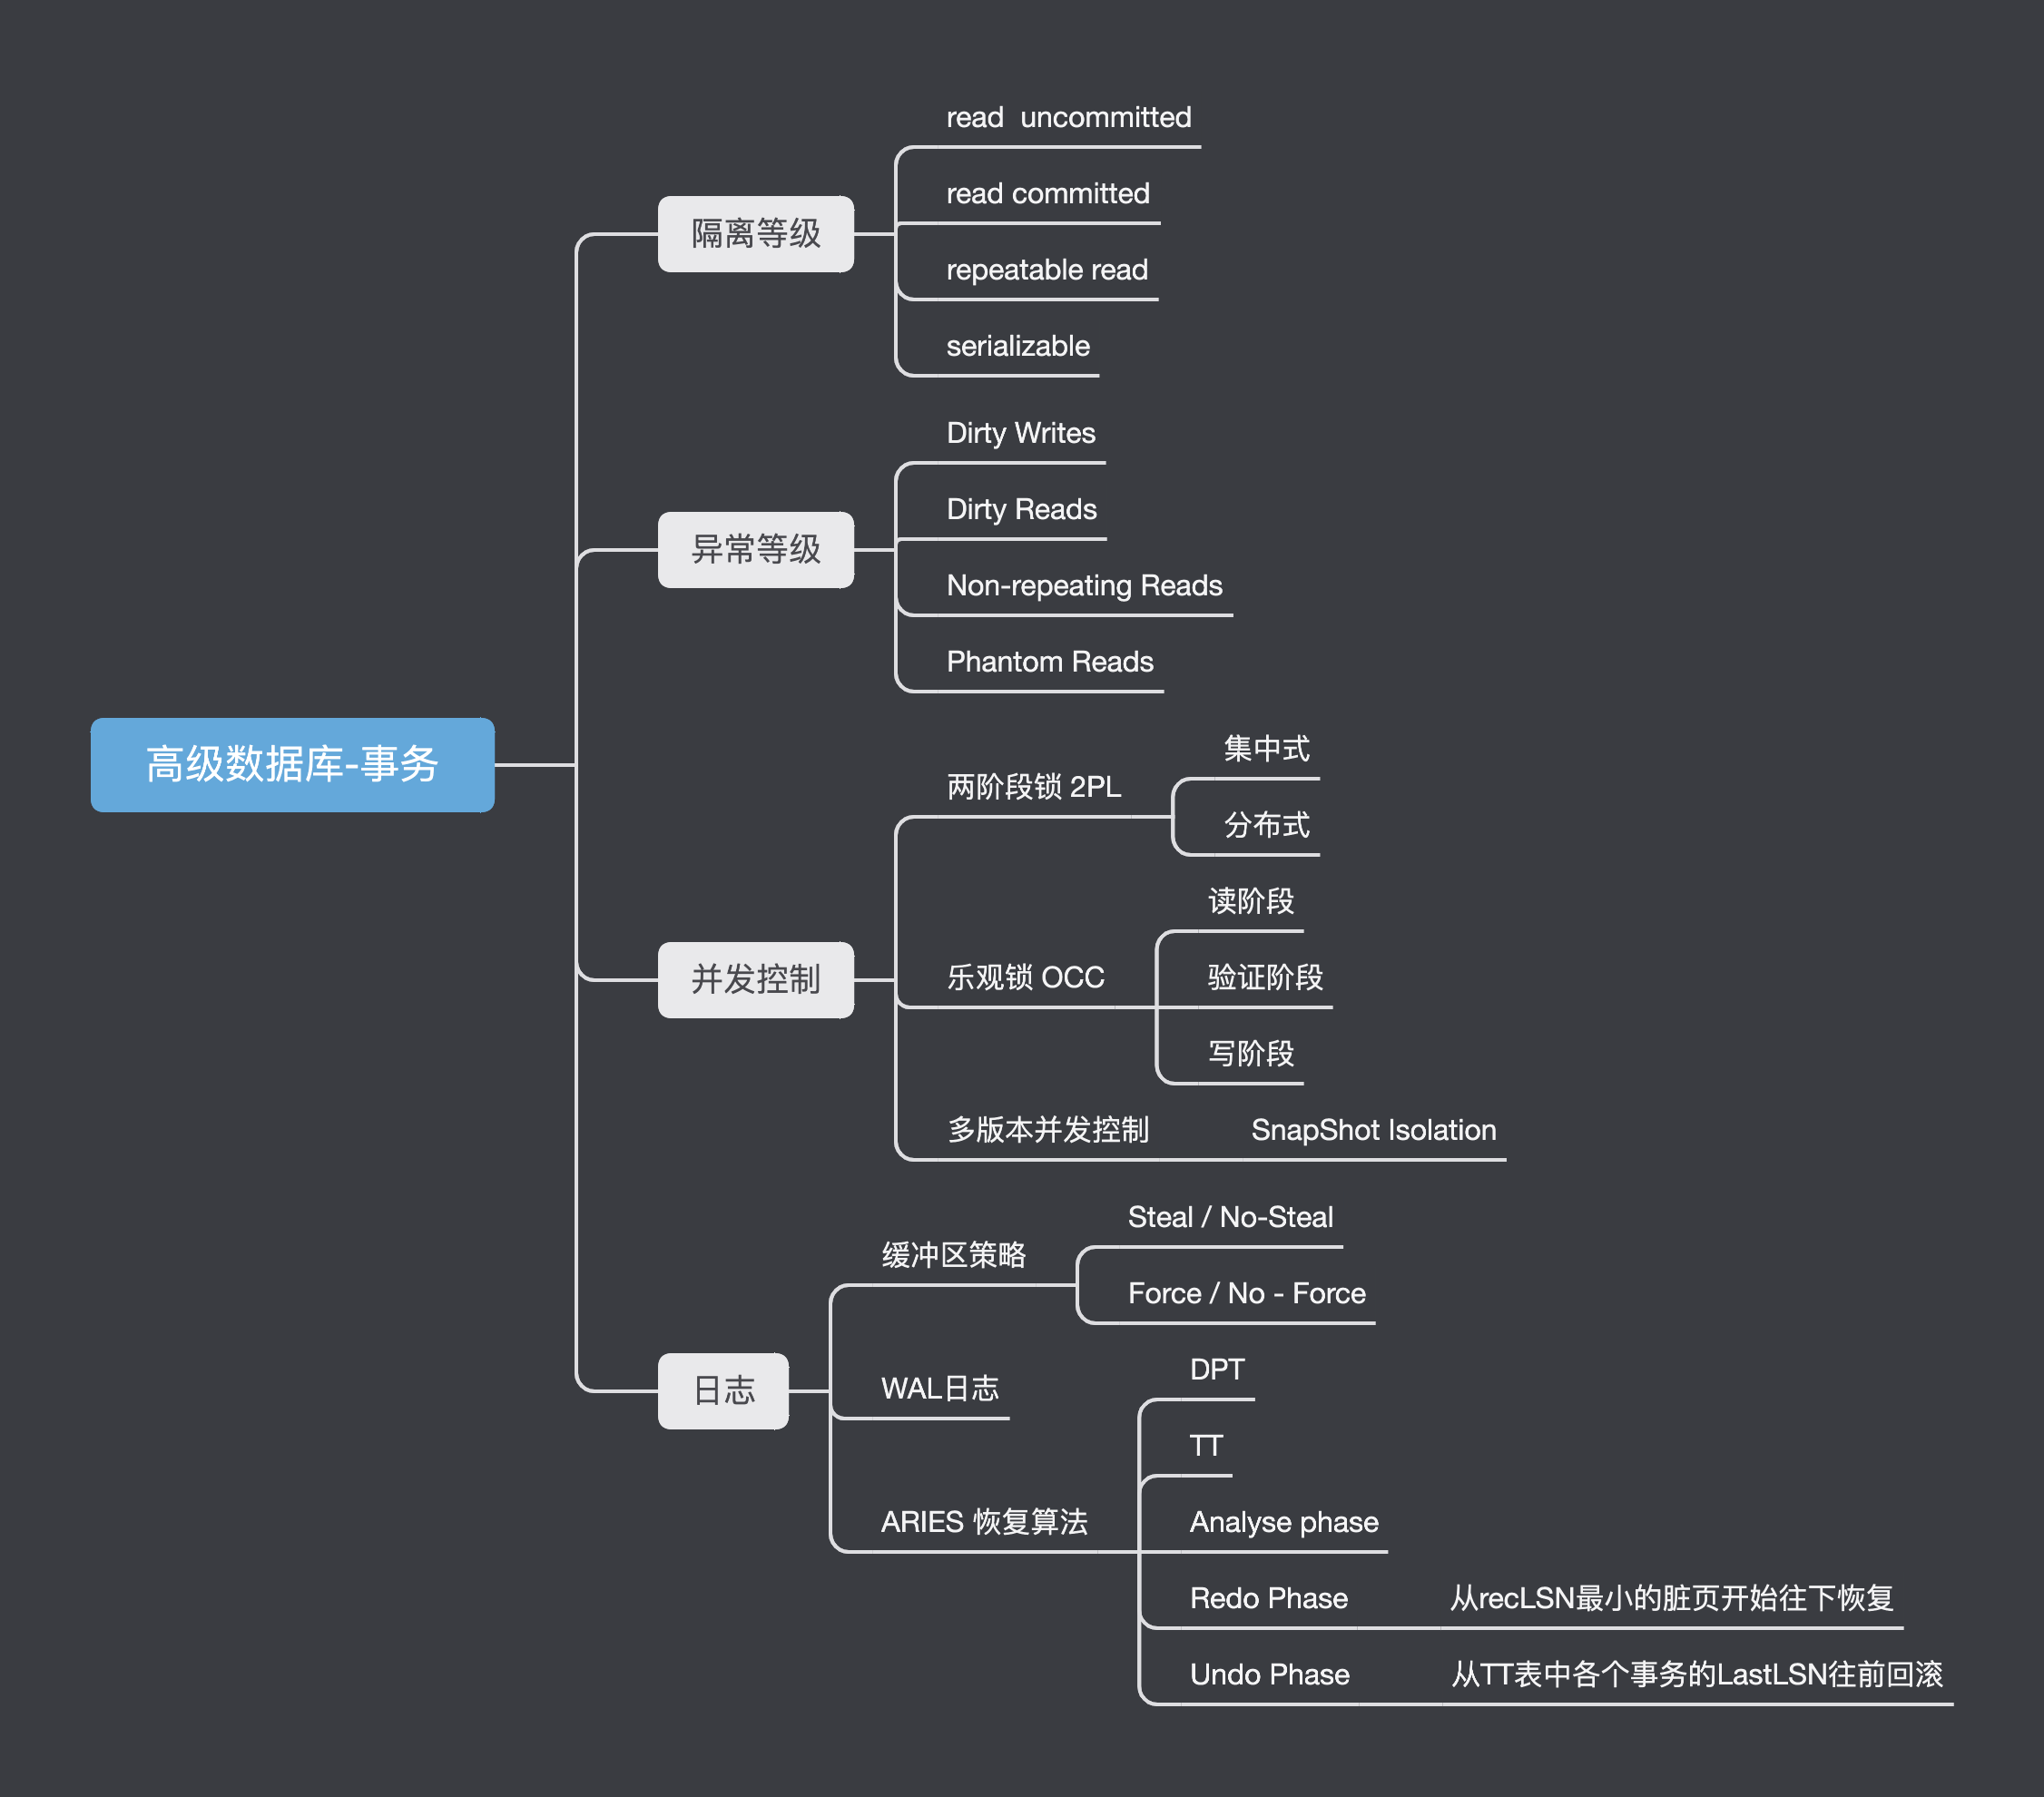 高级数据库-事务
隔离等级
read  uncommitted
read committed
repeatable read
serializable
异常等级
Dirty Writes
Dirty Reads
Non-repeating Reads
Phantom Reads
并发控制
两阶段锁 2PL
集中式
分布式
乐观锁 OCC
读阶段
验证阶段
写阶段
多版本并发控制
SnapShot Isolation
日志
缓冲区策略
Steal / No-Steal
Force / No - Force
WAL日志
ARIES 恢复算法
DPT
TT
Analyse phase
Redo Phase
从recLSN最小的脏页开始往下恢复
Undo Phase
从TT表中各个事务的LastLSN往前回滚